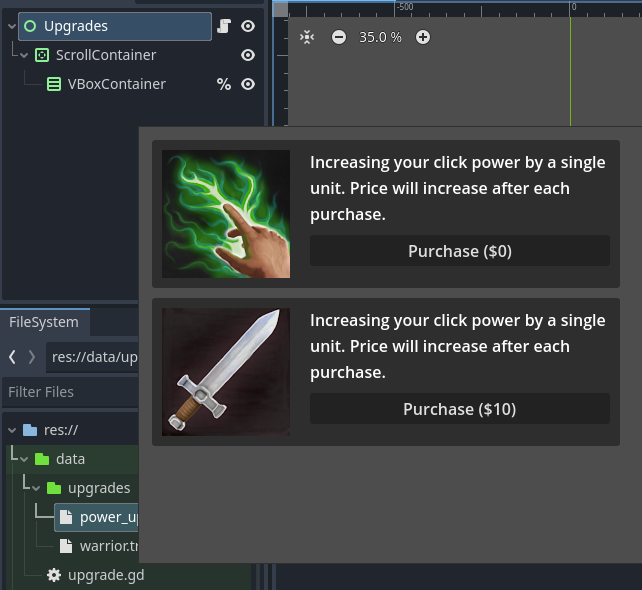 Upgrades
ScrollContainer
VBoxContainer
-500
0
35.0 %
Increasing your click power by a single
unit. Price will increase after each
purchase.
Purchase ($0)
Increasing your click power by a single
unit. Price will increase after each
purchase.
Purchase ($10)
FileSystem
res://data/up
Filter Files
res://
data
upgrades
power_u
warrior.tr
upgrade.gd